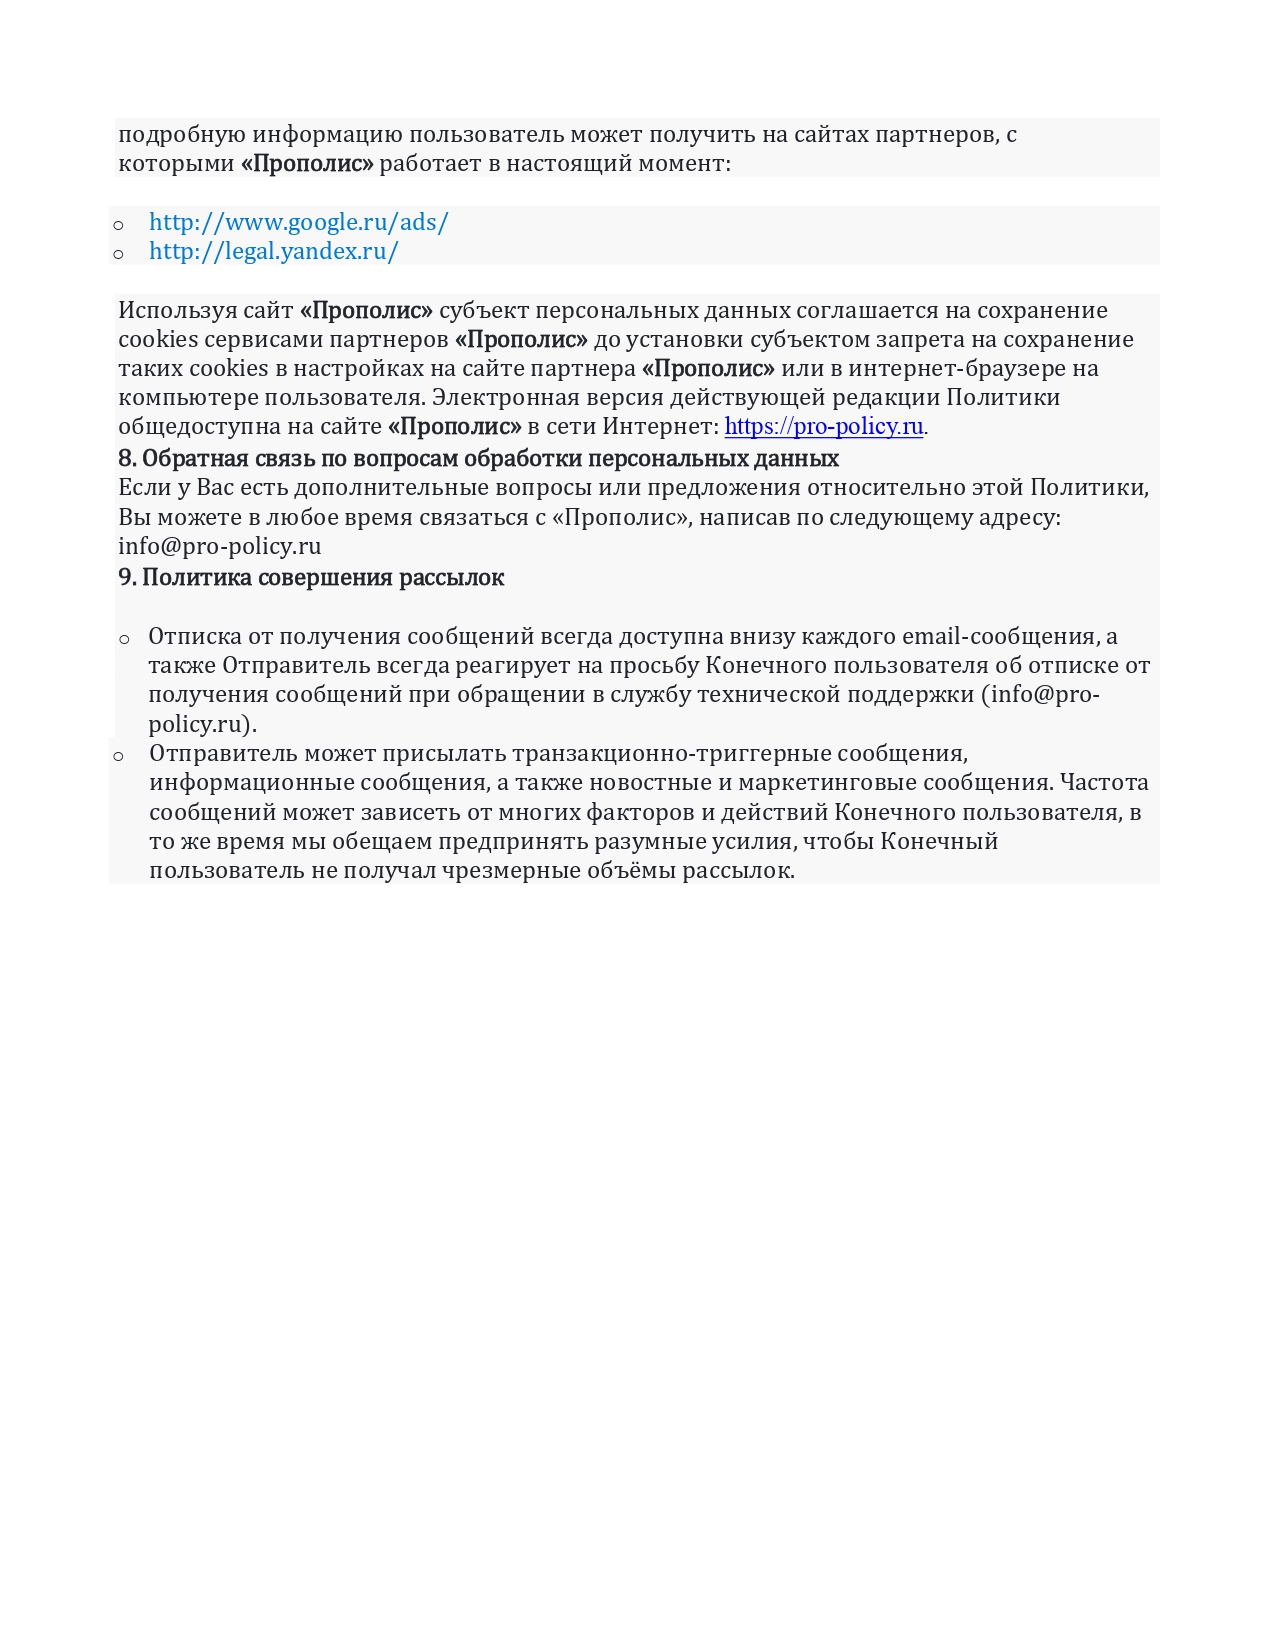 подробную информацию пользователь может получить на сайтах партнеров, с
которыми «Прополис» работает в настоящий момент:
o http://www.google.ru/ads/
o http://legal.yandex.ru/
Используя сайт «Прополис» субъект персональных данных соглашается на сохранение
cookies сервисами партнеров «Прополис» до установки субъектом запрета на сохранение
таких cookies в настройках на сайте партнера «Прополис» или в интернет-браузере на
компьютере пользователя. Электронная версия действующей редакции Политики
общедоступна на сайте «Прополис» в сети Интернет: https://pro-policy.ru.
8. Обратная связь по вопросам обработки персональных данных
Если у Вас есть дополнительные вопросы или предложения относительно этой Политики,
Вы можете в любое время связаться с «Прополис», написав по следующему адресу:
info@pro-policy.ru
9. Политика совершения рассылок
o Отписка от получения сообщений всегда доступна внизу каждого email-сообщения, а
также Отправитель всегда реагирует на просьбу Конечного пользователя об отписке от
получения сообщений при обращении в службу технической поддержки (info@pro-
policy.ru).
o Отправитель может присылать транзакционно-триггерные сообщения,
информационные сообщения, а также новостные и маркетинговые сообщения. Частота
сообщений может зависеть от многих факторов и действий Конечного пользователя, в
то же время мы обещаем предпринять разумные усилия, чтобы Конечный
пользователь не получал чрезмерные объёмы рассылок.